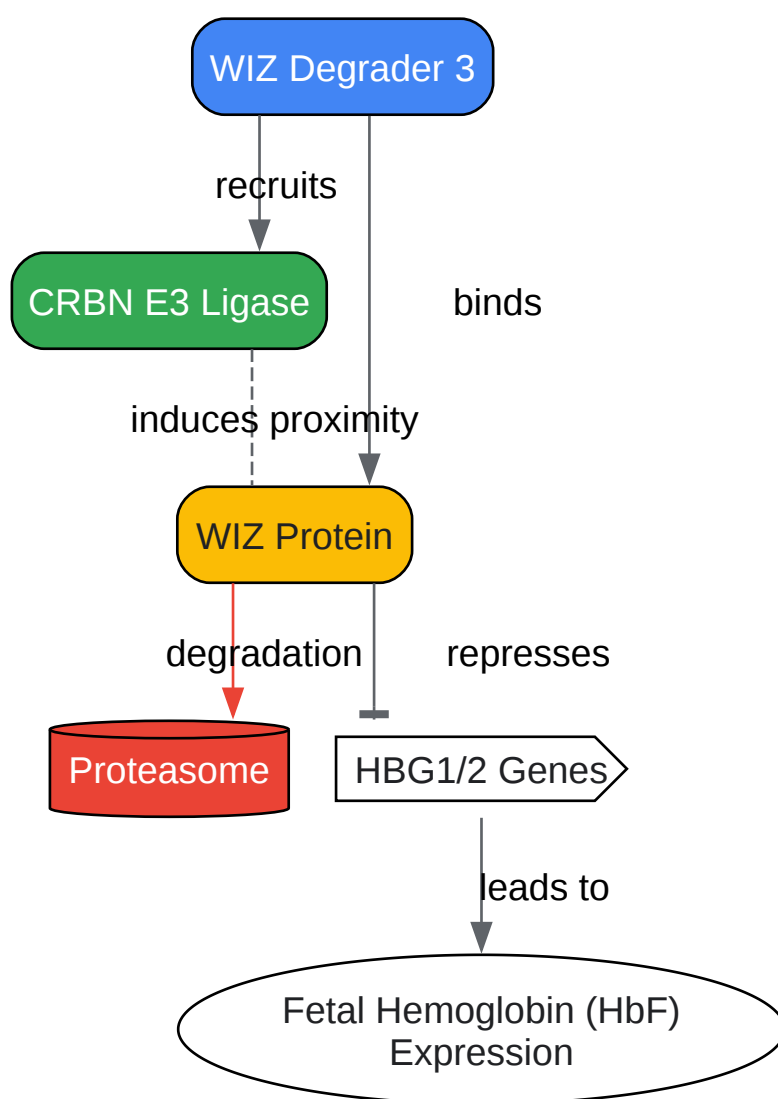 WIZ Degrader 3
recruits
CRBN E3 Ligase
binds
induces proximity
WIZ Protein
degradation
represses
Proteasome
HBG1/2 Genes
leads to
Fetal Hemoglobin (HbF)
Expression